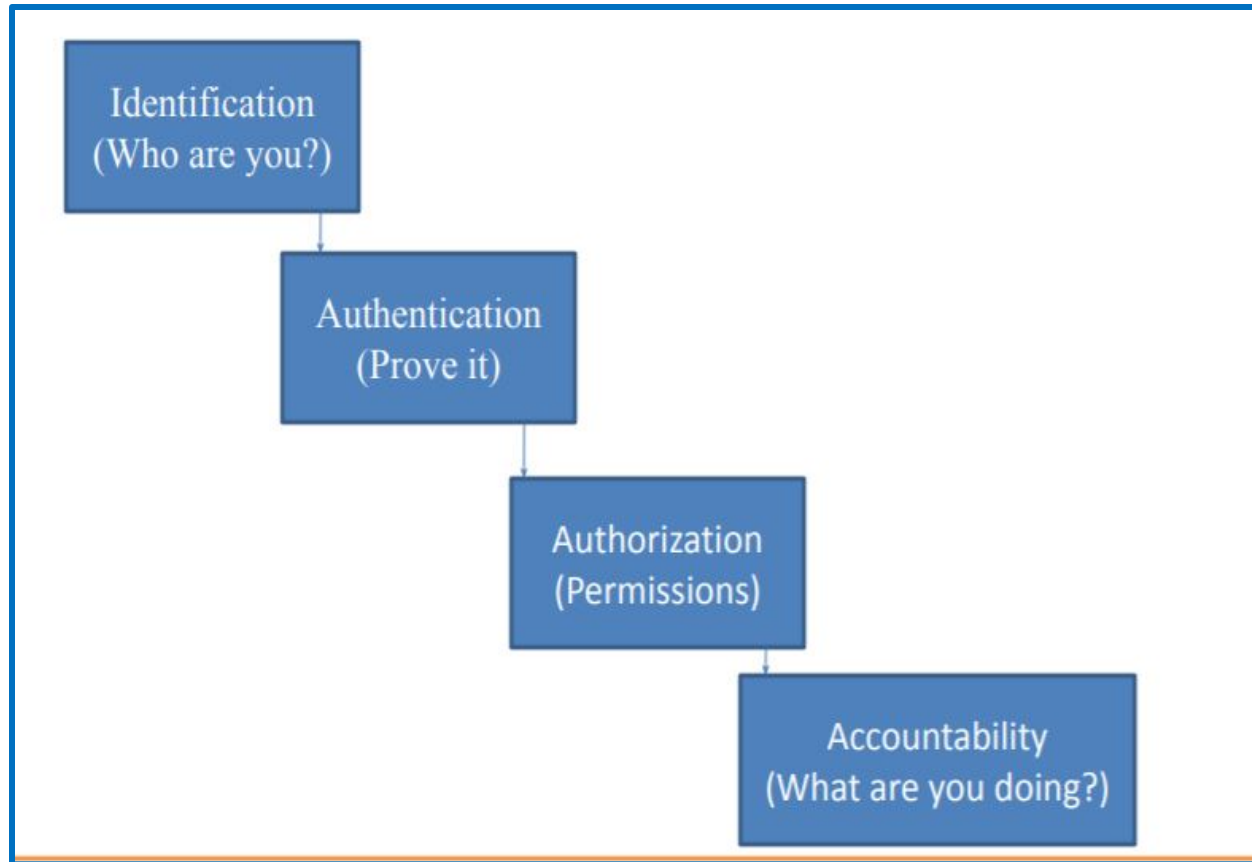 Identification
(Who are you?)
Authentication
(Prove it)
Authorization
(Permissions)
Accountability
(What are you doing?)